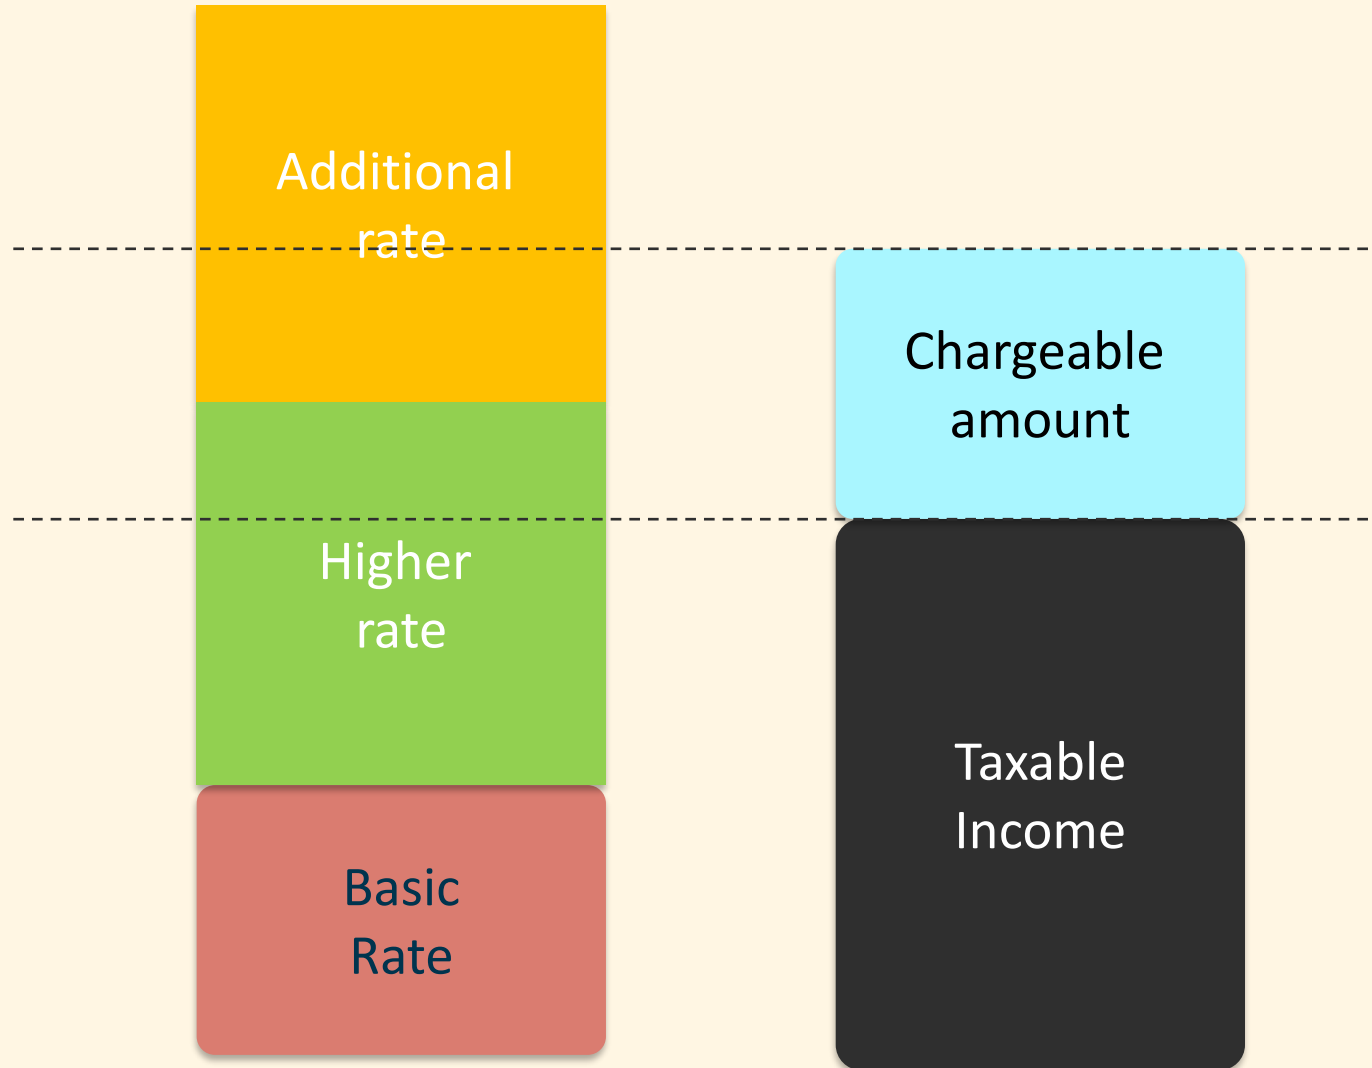 Additional
rate
Higher
rate
Basic
Rate
Chargeable
amount
Taxable
Income